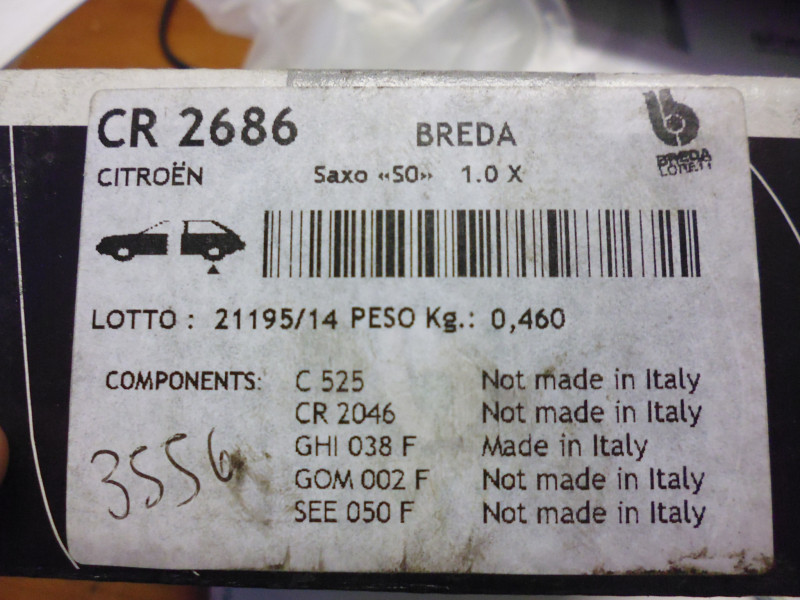 CR 2686 BREDA
BREDA
LORETT
CITROËN Saxo «S0» 1.0 X
LOTTO : 21195/14 PESO Kg.: 0,460
COMPONENTS: C 525 Not made in Italy
CR 2046 Not made in Italy
GHI 038 F Made in Italy
GOM 002 F Not made in Italy
SEE 050 F Not made in Italy
3556